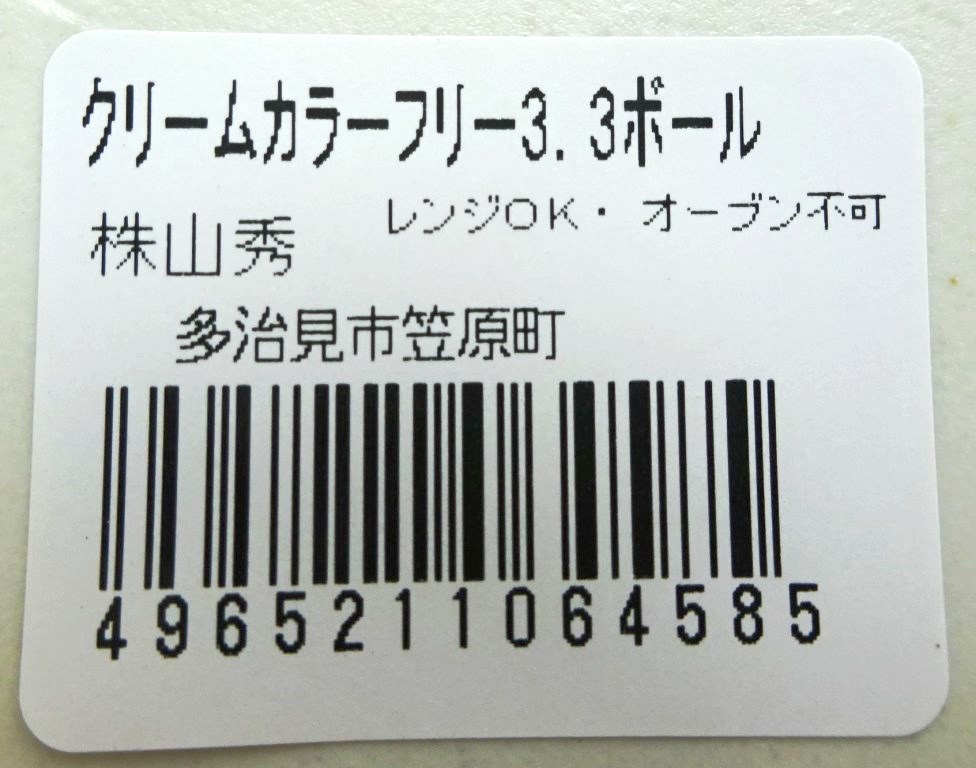 クリームカラーフリー3.3ボール
レンジOK・ オーブン不可
株山秀
多治見市笠原町
4965211064585